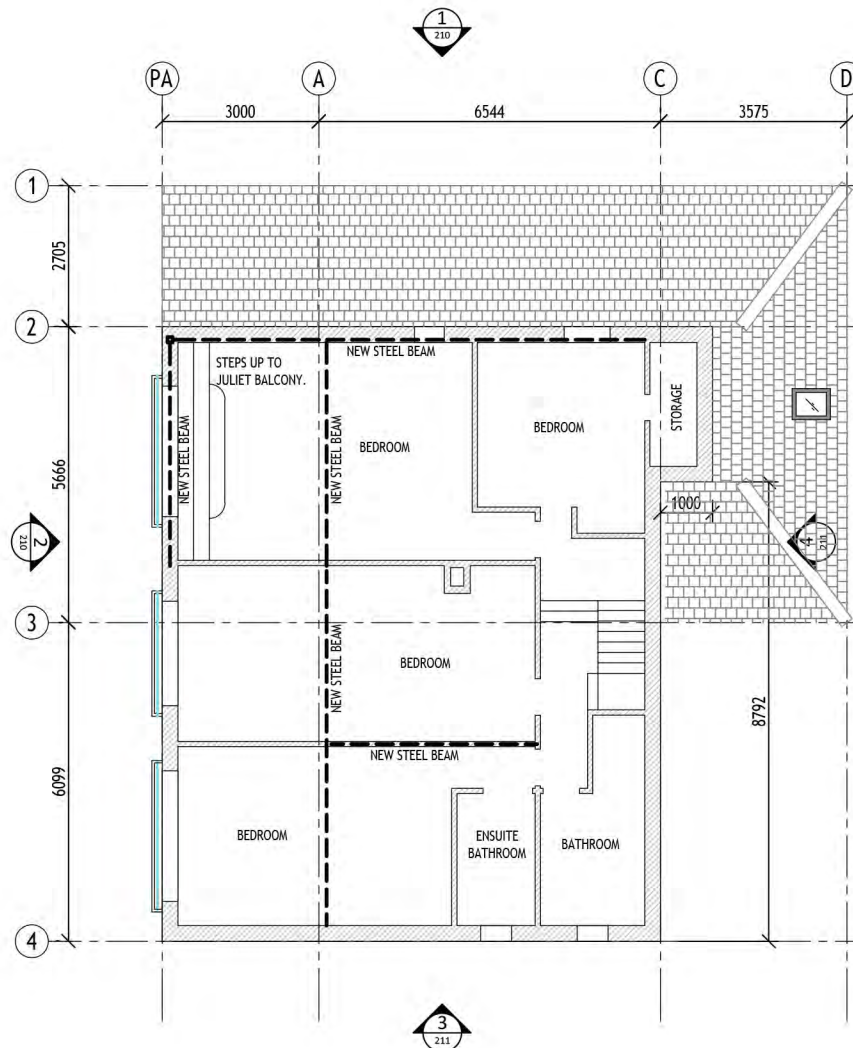 1
210
PA
A
C
D
3000
6544
3575
1
2705
2
STEPS UP TO
JULIET BALCONY.
NEW STEEL BEAM
NEW STEEL BEAM
NEW STEEL BEAM
BEDROOM
BEDROOM
STORAGE
5666
1000
2
210
4
211
3
BEDROOM
NEW STEEL BEAM
8792
NEW STEEL BEAM
6099
BEDROOM
ENSUITE
BATHROOM
BATHROOM
4
3
211